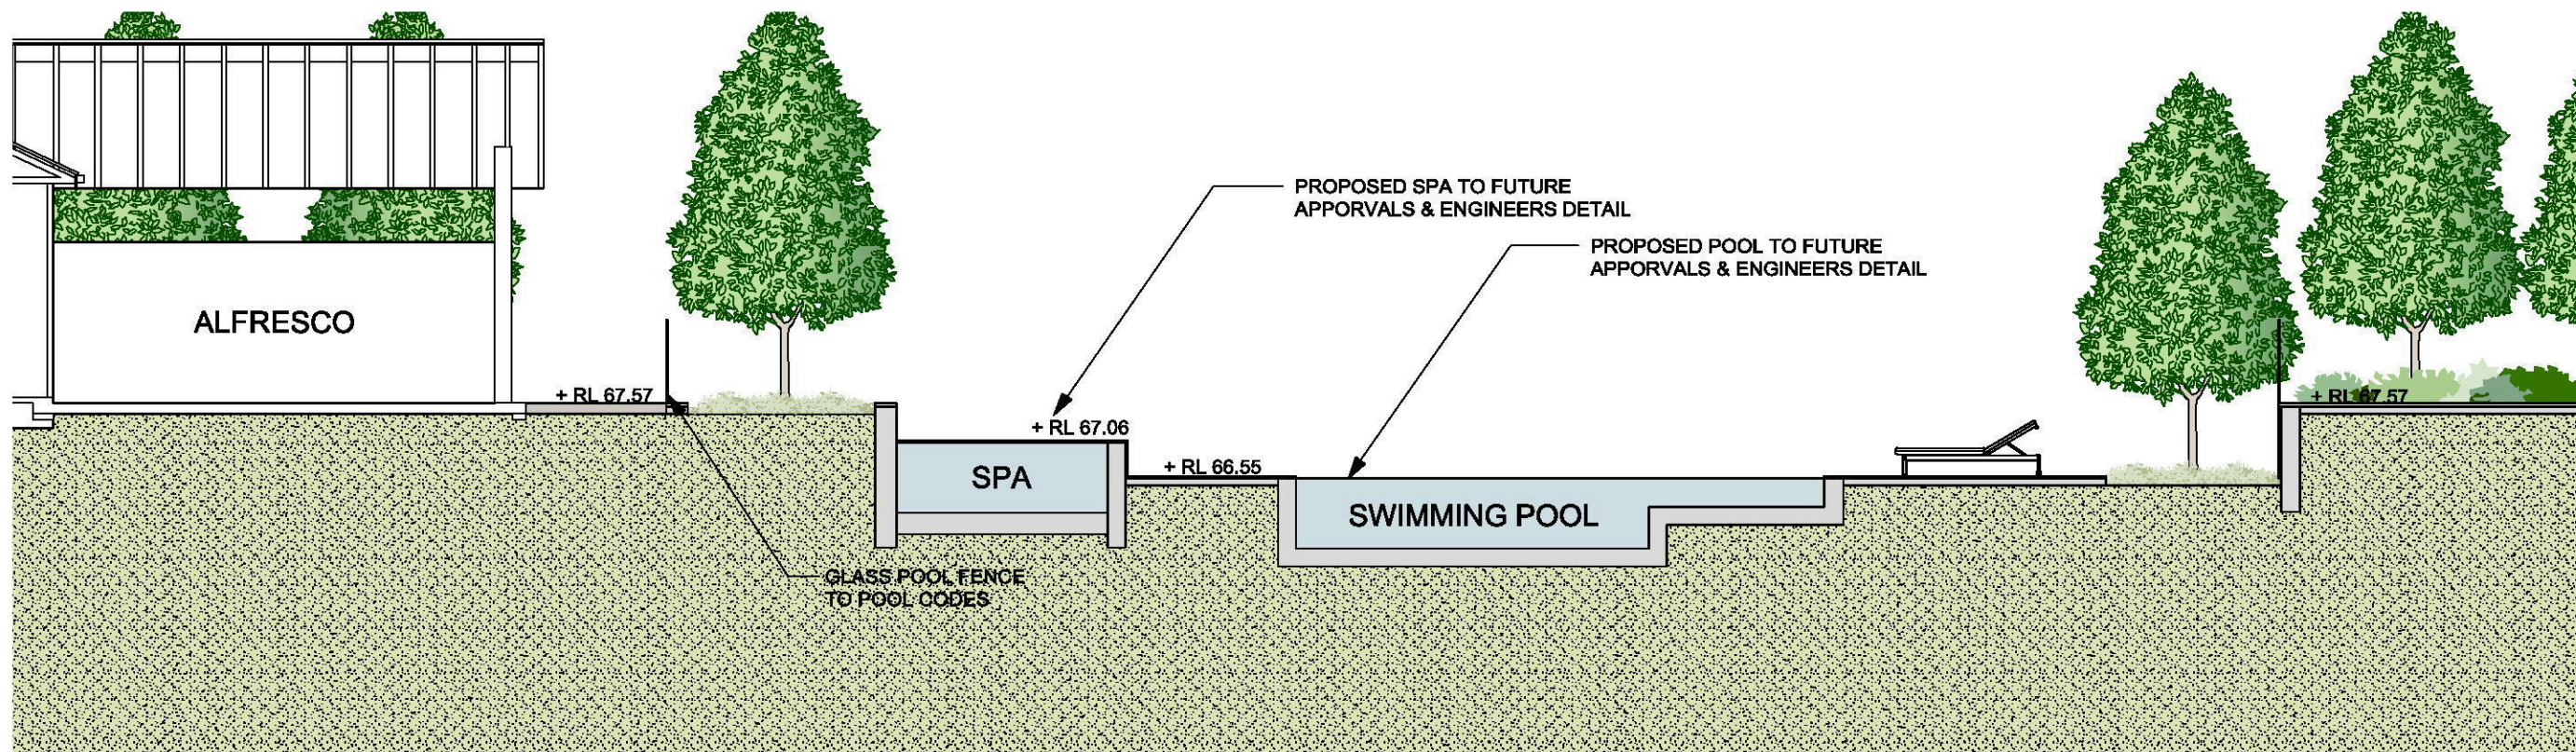 PROPOSED SPA TO FUTURE
APPORVALS & ENGINEERS DETAIL
PROPOSED POOL TO FUTURE
APPORVALS & ENGINEERS DETAIL
ALFRESCO
+ RL 67.57
+ RL 67.57
+ RL 67.06
+ RL 66.55
SPA
SWIMMING POOL
GLASS POOL FENCE
TO POOL CODES